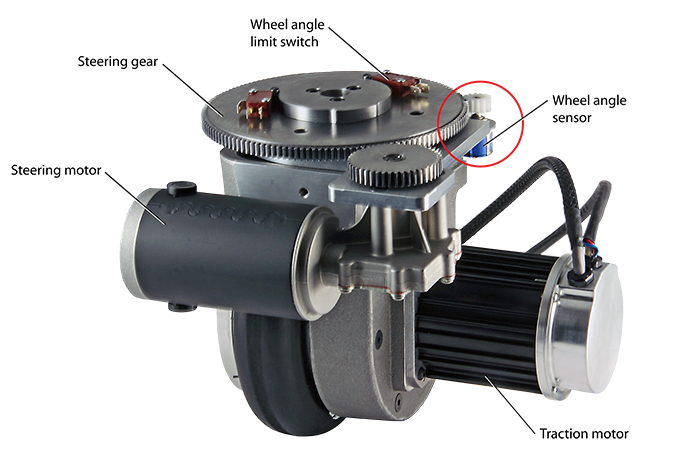 Wheel angle
limit switch
Steering gear
Wheel angle
sensor
Steering motor
Traction motor